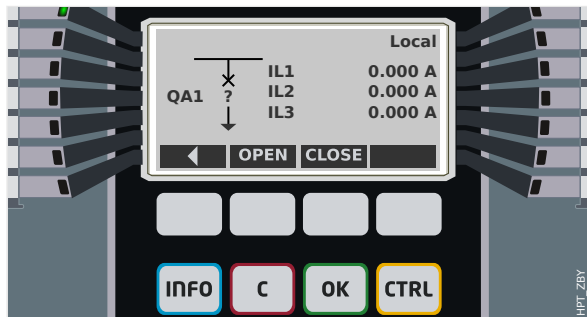 Local
IL1 0.000 A
QA1 ? IL2 0.000 A
IL3 0.000 A
OPEN CLOSE
INFO C OK CTRL
HPT_ZBY